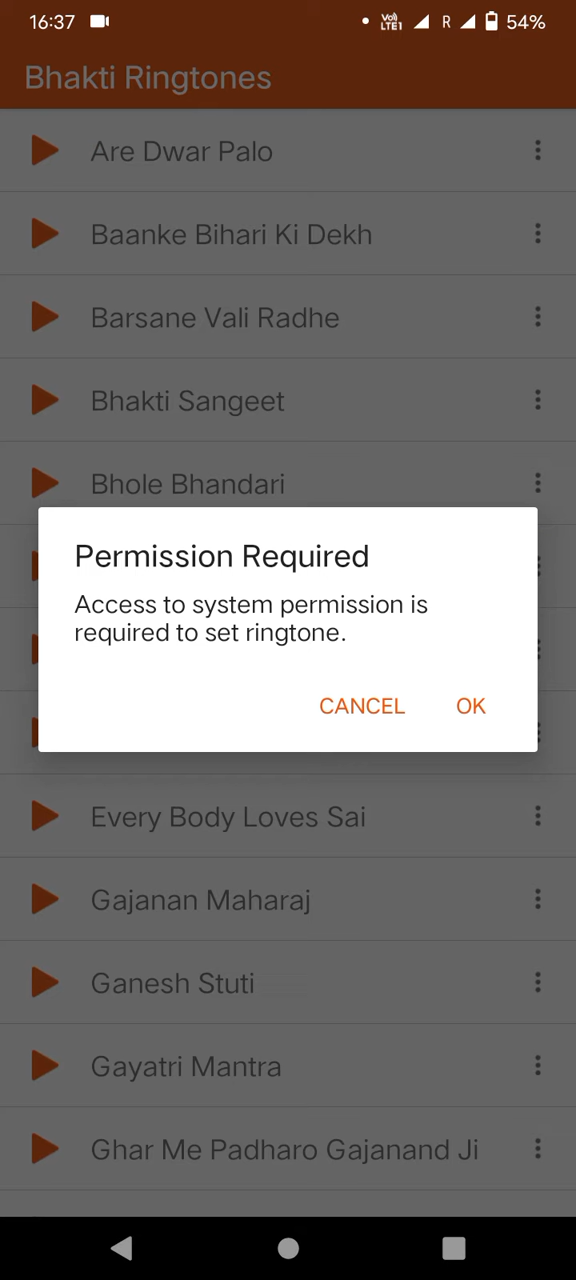 16:37 Vo) LTE1 R 54%
Bhakti Ringtones
Are Dwar Palo
Baanke Bihari Ki Dekh
Barsane Vali Radhe
Bhakti Sangeet
Bhole Bhandari
Permission Required
Access to system permission is
required to set ringtone.
CANCEL OK
Every Body Loves Sai
Gajanan Maharaj
Ganesh Stuti
Gayatri Mantra
Ghar Me Padharo Gajanand Ji